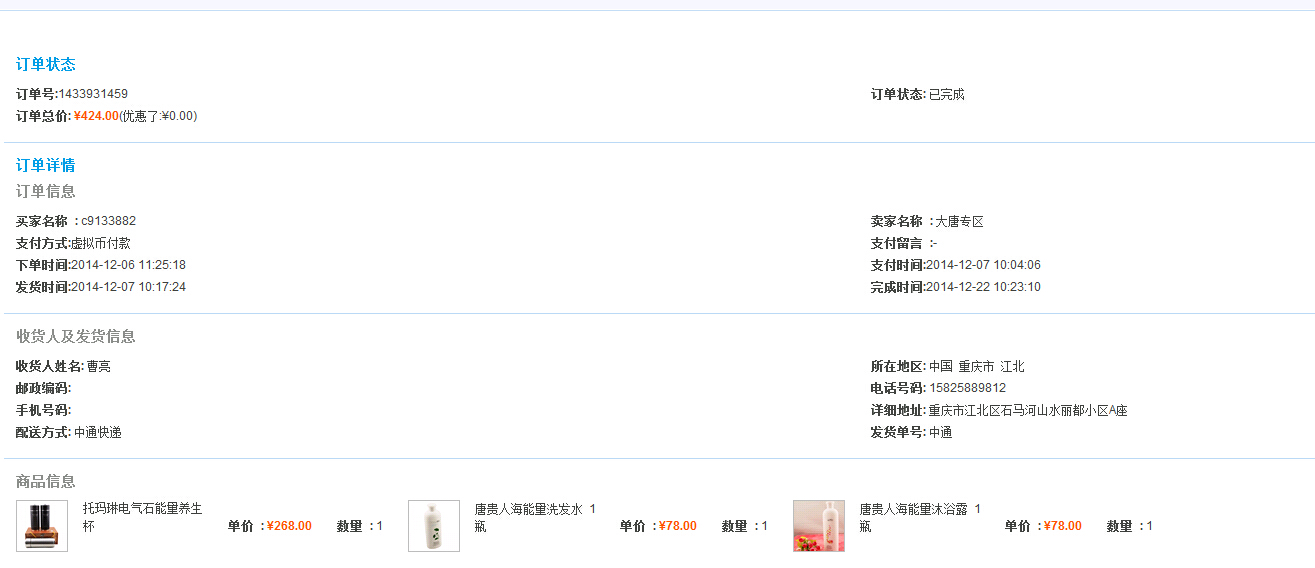 订单状态
订单号:1433931459 订单状态: 已完成
订单总价: ¥424.00(优惠了:¥0.00)
订单详情
订单信息
买家名称 : c9133882 卖家名称 : 大唐专区
支付方式:虚拟币付款 支付留言 :-
下单时间:2014-12-06 11:25:18 支付时间:2014-12-07 10:04:06
发货时间:2014-12-07 10:17:24 完成时间:2014-12-22 10:23:10
收货人及发货信息
收货人姓名: 曹亮 所在地区: 中国 重庆市 江北
邮政编码: 电话号码: 15825889812
手机号码: 详细地址: 重庆市江北区石马河山水丽都小区A座
配送方式: 中通快递 发货单号: 中通
商品信息
托玛琳电气石能量养生
杯
单价 : ¥268.00 数量 : 1
唐贵人海能量洗发水 1
瓶
单价 : ¥78.00 数量 : 1
唐贵人海能量沐浴露 1
瓶
单价 : ¥78.00 数量 : 1